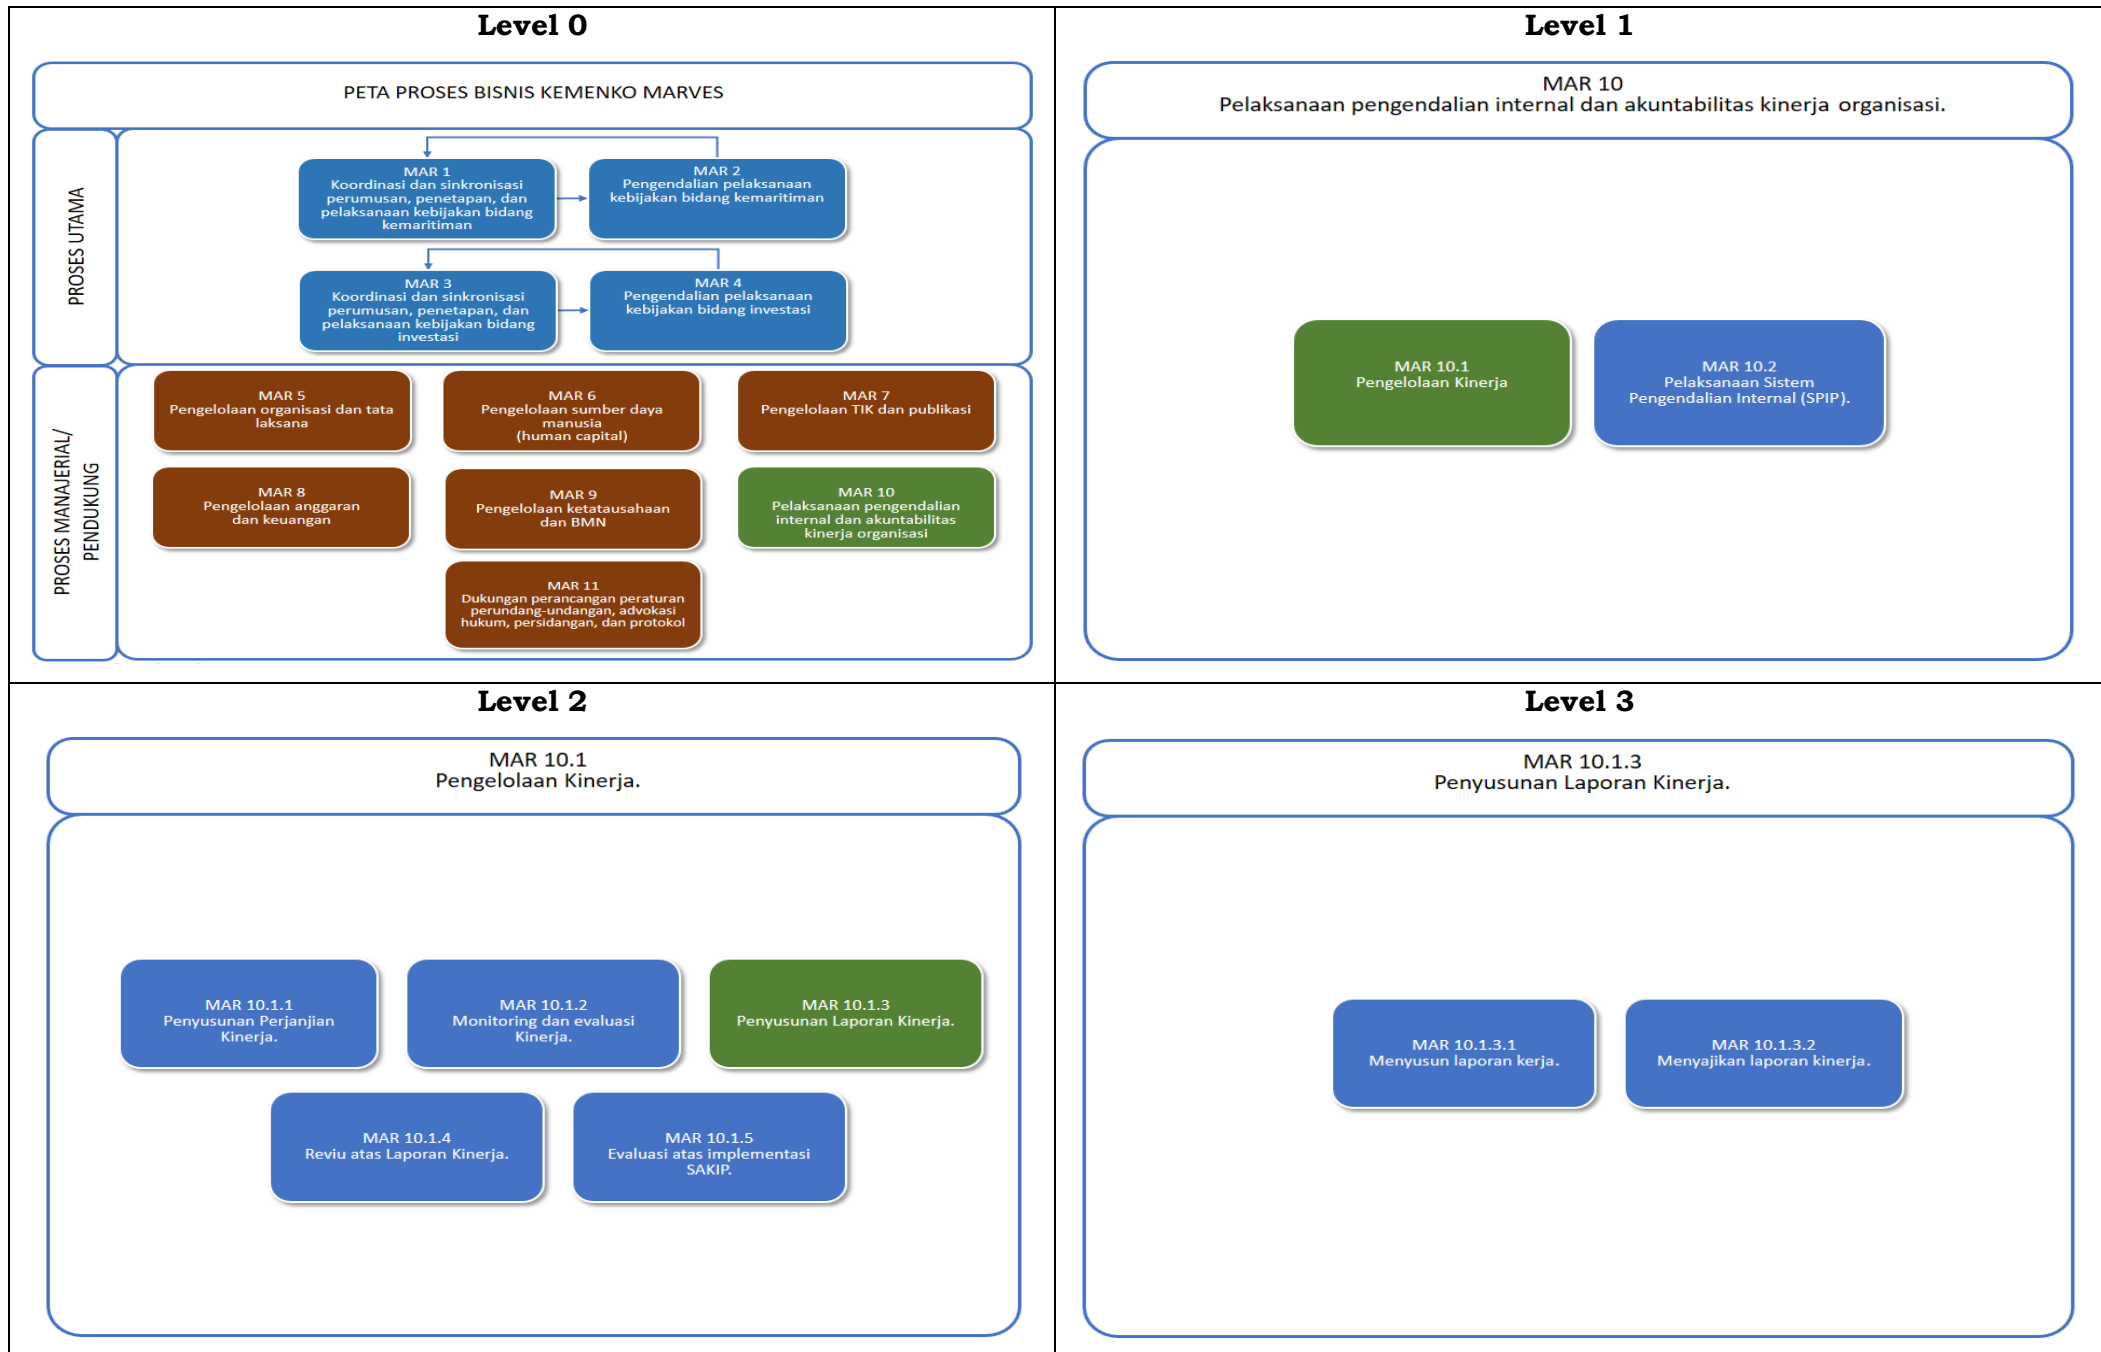 Level 0
PETA PROSES BISNIS KEMENKO MARVES
PROSES UTAMA
MAR 1
Koordinasi dan sinkronisasi
perumusan, penetapan, dan
pelaksanaan kebijakan bidang
kemaritiman
MAR 2
Pengendalian pelaksanaan
kebijakan bidang kemaritiman
MAR 3
Koordinasi dan sinkronisasi
perumusan, penetapan, dan
pelaksanaan kebijakan bidang
investasi
MAR 4
Pengendalian pelaksanaan
kebijakan bidang investasi
PROSES MANAJERIAL/
PENDUKUNG
MAR 5
Pengelolaan organisasi dan tata
laksana
MAR 6
Pengelolaan sumber daya
manusia
(human capital)
MAR 7
Pengelolaan TIK dan publikasi
MAR 8
Pengelolaan anggaran
dan keuangan
MAR 9
Pengelolaan ketatausahaan
dan BMN
MAR 10
Pelaksanaan pengendalian
internal dan akuntabilitas
kinerja organisasi
MAR 11
Dukungan perancangan peraturan
perundang-undangan, advokasi
hukum, persidangan, dan protokol
Level 1
MAR 10
Pelaksanaan pengendalian internal dan akuntabilitas kinerja organisasi.
MAR 10.1
Pengelolaan Kinerja
MAR 10.2
Pelaksanaan Sistem
Pengendalian Internal (SPIP).
Level 2
MAR 10.1
Pengelolaan Kinerja.
MAR 10.1.1
Penyusunan Perjanjian
Kinerja.
MAR 10.1.2
Monitoring dan evaluasi
Kinerja.
MAR 10.1.3
Penyusunan Laporan Kinerja.
MAR 10.1.4
Reviu atas Laporan Kinerja.
MAR 10.1.5
Evaluasi atas implementasi
SAKIP.
Level 3
MAR 10.1.3
Penyusunan Laporan Kinerja.
MAR 10.1.3.1
Menyusun laporan kerja.
MAR 10.1.3.2
Menyajikan laporan kinerja.